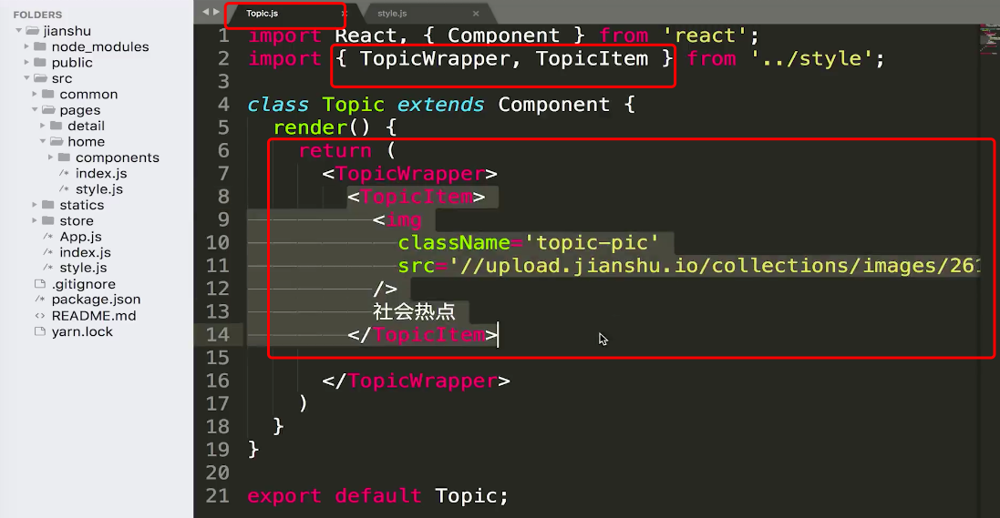 FOLDERS
jianshu
node_modules
public
src
common
pages
detail
home
components
/* index.js
/* style.js
statics
store
/* App.js
/* index.js
/* style.js
.gitignore
package.json
<> README.md
yarn.lock
Topic.js × style.js ×
1 import React, { Component } from 'react';
2 import { TopicWrapper, TopicItem } from '../style';
3
4 class Topic extends Component {
5 render() {
6 return (
7 <TopicWrapper>
8 <TopicItem>
9 <img
10 className='topic-pic'
11 src='//upload.jianshu.io/collections/images/261
12 />
13 社会热点
14 </TopicItem>
15
16 </TopicWrapper>
17 )
18 }
19 }
20
21 export default Topic;